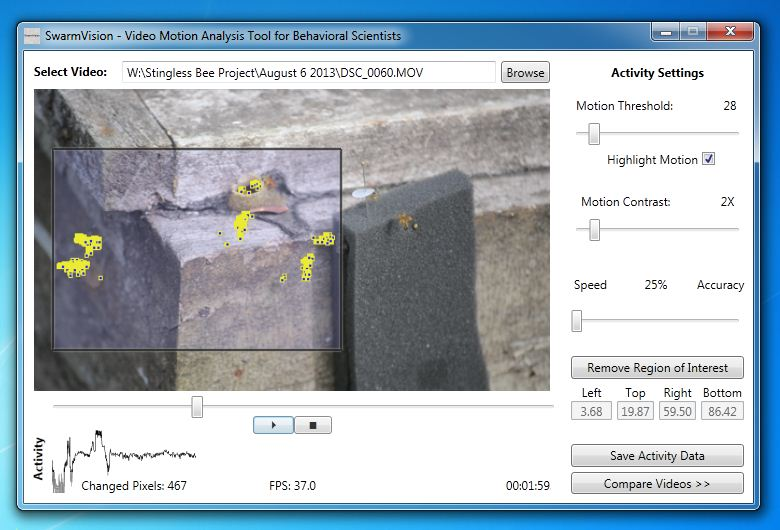 SwarmVision - Video Motion Analysis Tool for Behavioral Scientists
Select Video: W:\Stingless Bee Project\August 6 2013\DSC_0060.MOV Browse
Activity Settings
Motion Threshold: 28
Highlight Motion
Motion Contrast: 2X
Speed 25% Accuracy
Remove Region of Interest
Left Top Right Bottom
3.68 19.87 59.50 86.42
Save Activity Data
Compare Videos >>
Activity
Changed Pixels: 467 FPS: 37.0 00:01:59